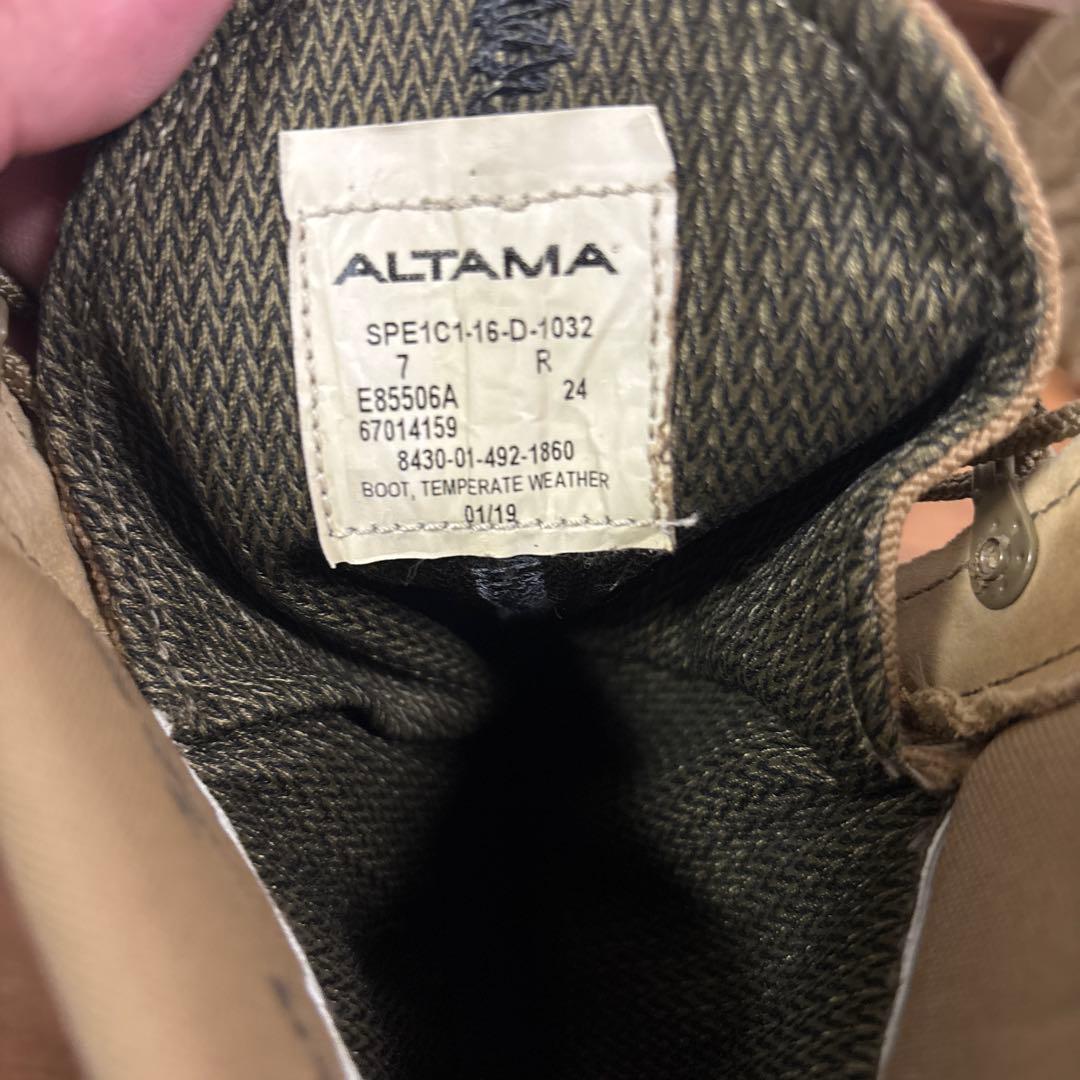 ALTAMA
SPE1C1-16-D-1032
7 R
E85506A 24
67014159
8430-01-492-1860
BOOT, TEMPERATE WEATHER
01/19